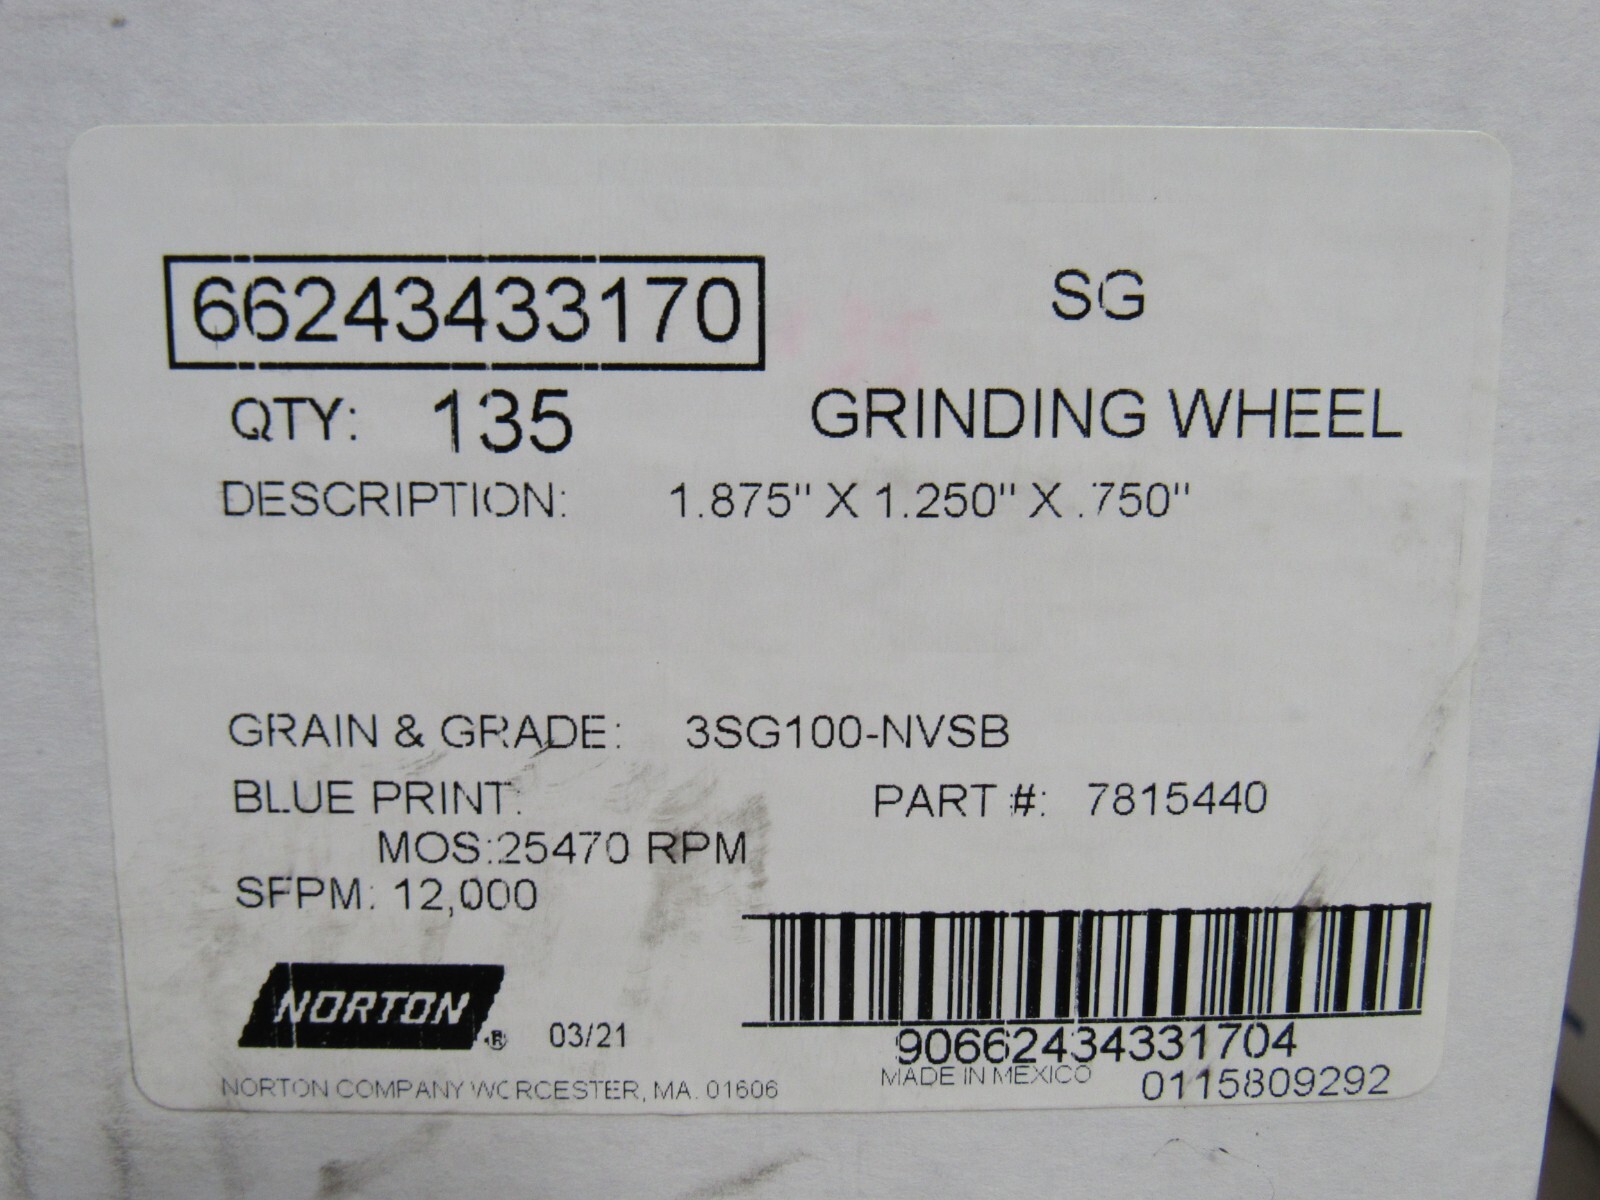 66243433170
SG
QTY: 135
GRINDING WHEEL
DESCRIPTION: 1.875" X 1.250" X .750"
GRAIN & GRADE: 3SG100-NVSB
BLUE PRINT:
PART #: 7815440
MOS:25470 RPM
SFPM: 12,000
NORTON ®
03/21
90662434331704
NORTON COMPANY WORCESTER, MA. 01606
MADE IN MEXICO
0115809292